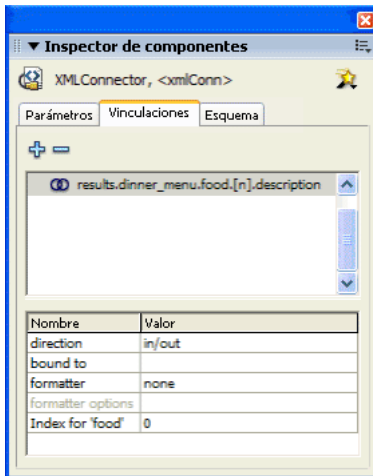 Inspector de componentes
XMLConnector, <xmlConn>
Parámetros Vinculaciones Esquema
results.dinner_menu.food.[n].description
Nombre Valor
direction in/out
bound to
formatter none
formatter options
Index for 'food' 0